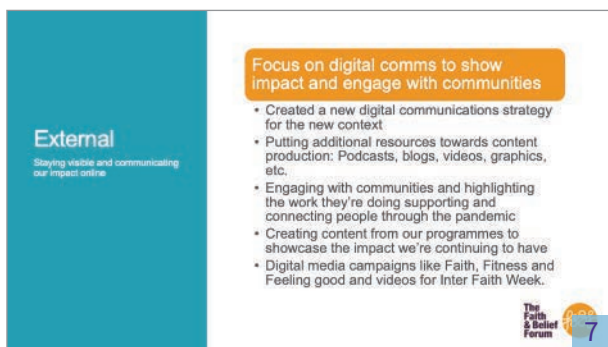 External
Staying visible and communicating
our impact online
Focus on digital comms to show
impact and engage with communities
• Created a new digital communications strategy
for the new context
• Putting additional resources towards content
production: Podcasts, blogs, videos, graphics,
etc.
• Engaging with communities and highlighting
the work they're doing supporting and
connecting people through the pandemic
• Creating content from our programmes to
showcase the impact we're continuing to have
• Digital media campaigns like Faith, Fitness and
Feeling good and videos for Inter Faith Week.
The
Faith
& Belief
Forum
7